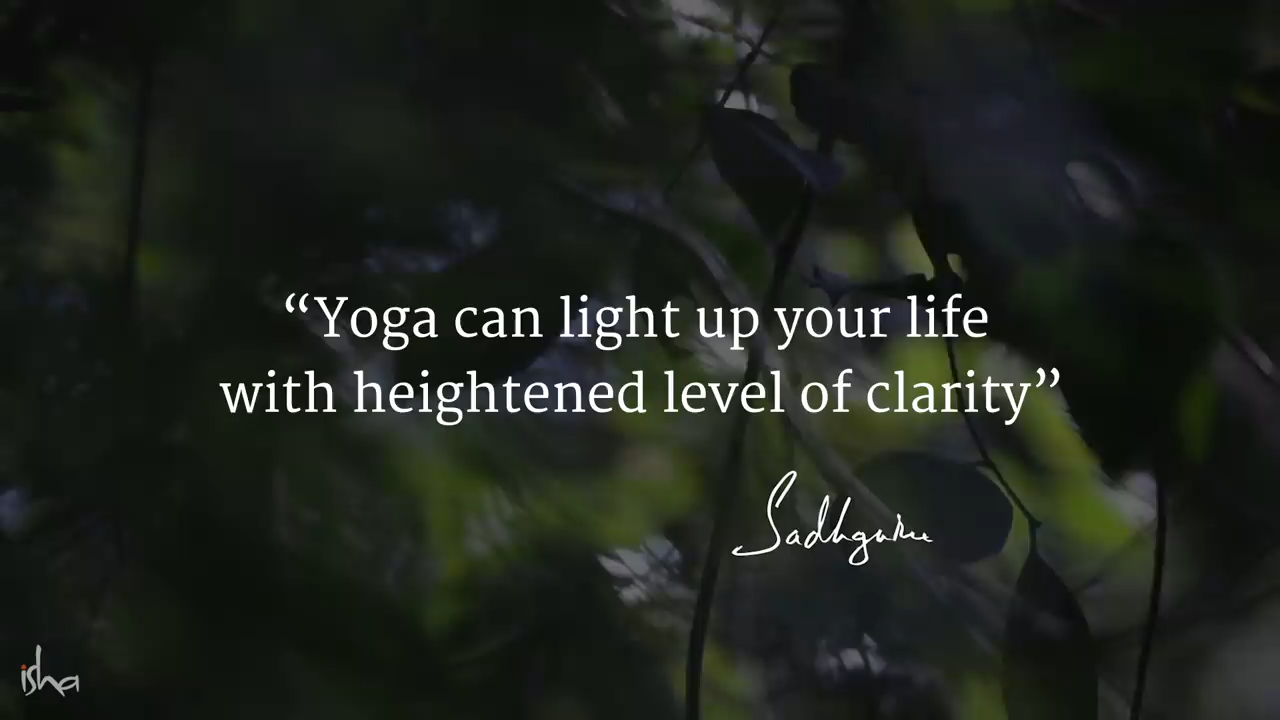 “Yoga can light up your life
with heightened level of clarity”
Sadhguru
isha